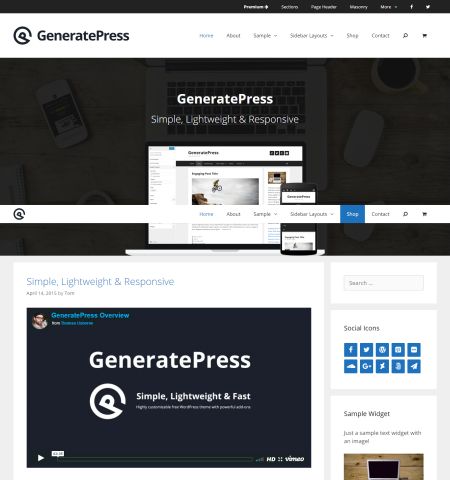 Premium Sections Page Header Masonry More
GeneratePress Home About Sample Sidebar Layouts Shop Contact
GeneratePress
Simple, Lightweight & Responsive
GeneratePress
Engaging Post Title
GeneratePress
Home About Sample Sidebar Layouts Shop Contact
Simple, Lightweight & Responsive
April 14, 2015 by Tom
GeneratePress Overview
from Thomas Usborne
GeneratePress
Simple, Lightweight & Fast
Highly customizable free WordPress theme with powerful add-ons
HD vimeo
Search …
Social Icons
Sample Widget
Just a sample text widget with
an image!